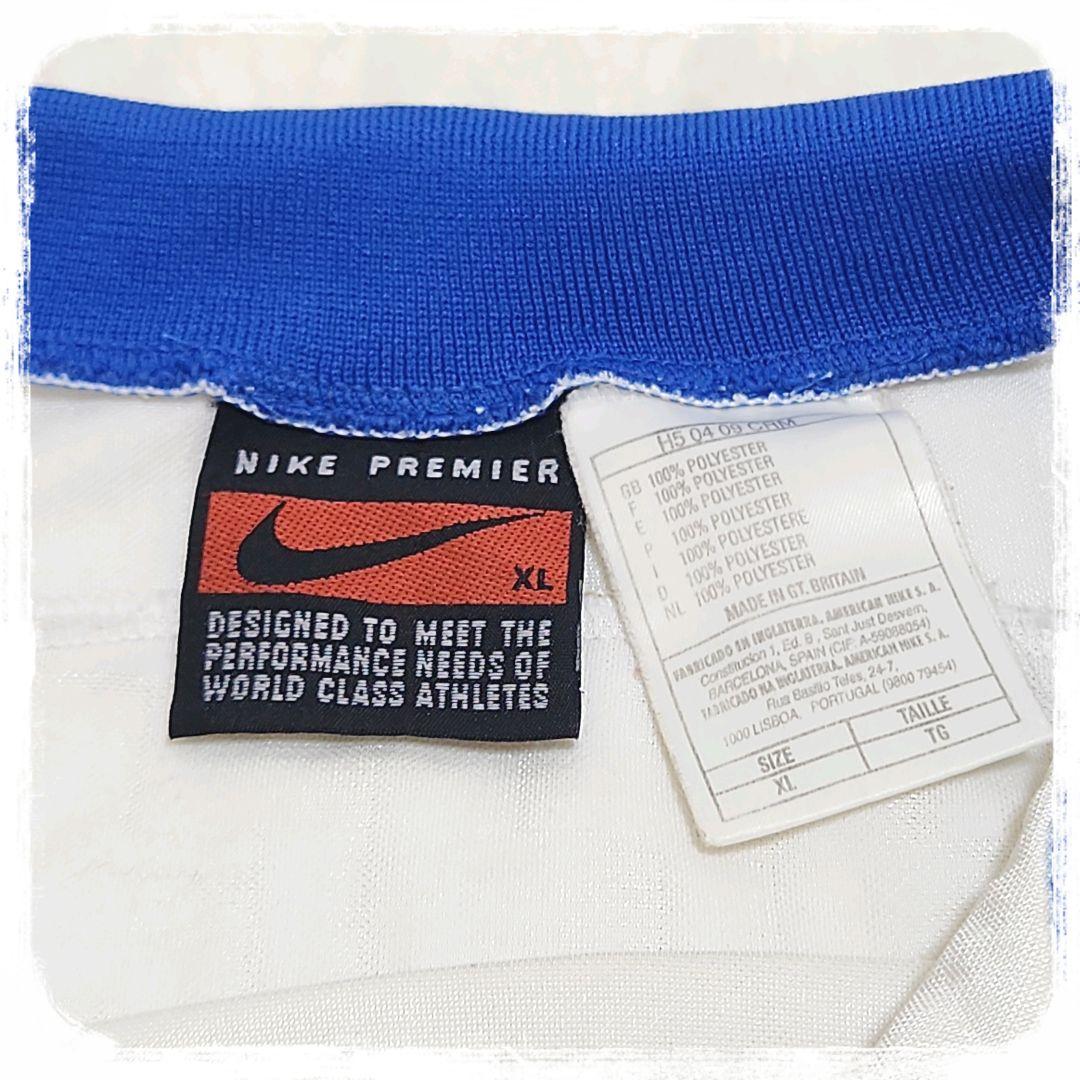 NIKE PREMIER
XL
DESIGNED TO MEET THE
PERFORMANCE NEEDS OF
WORLD CLASS ATHLETES
H5 04 09 CHM
GB 100% POLYESTER
F 100% POLYESTER
E 100% POLYESTER
P 100% POLYESTER
I 100% POLYESTERE
D 100% POLYESTER
NL 100% POLYESTER
MADE IN GT. BRITAIN
FABRICADO EN INGLATERRA. AMERICAN NIKE S. A.
Constitucion 1, Ed. 8, Sant Just Desvern,
BARCELONA, SPAIN (CIF: A-59088054)
FABRICADO NA INGLATERRA. AMERICAN NIKE S. A.
Rua Basilio Teles, 24-7,
1000 LISBOA, PORTUGAL (9800 79454)
SIZE TAILLE
XL TG